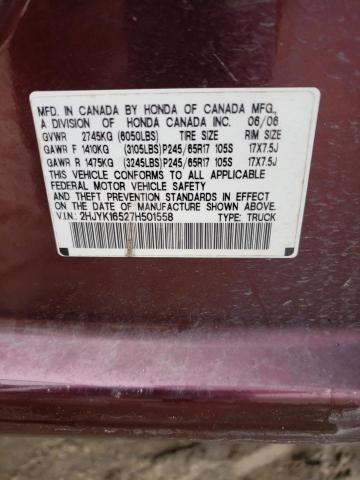 MFD. IN CANADA BY HONDA OF CANADA MFG.,
A DIVISION OF HONDA CANADA INC. 06/06
GVWR 2745KG (6050LBS) TIRE SIZE RIM SIZE
GAWR F 1410KG (3105LBS) P245/65R17 105S 17X7.5J
GAWR R 1475KG (3245LBS) P245/65R17 105S 17X7.5J
THIS VEHICLE CONFORMS TO ALL APPLICABLE
FEDERAL MOTOR VEHICLE SAFETY
AND THEFT PREVENTION STANDARDS IN EFFECT
ON THE DATE OF MANUFACTURE SHOWN ABOVE.
V.I.N.: 2HJYK16527H501558 TYPE: TRUCK